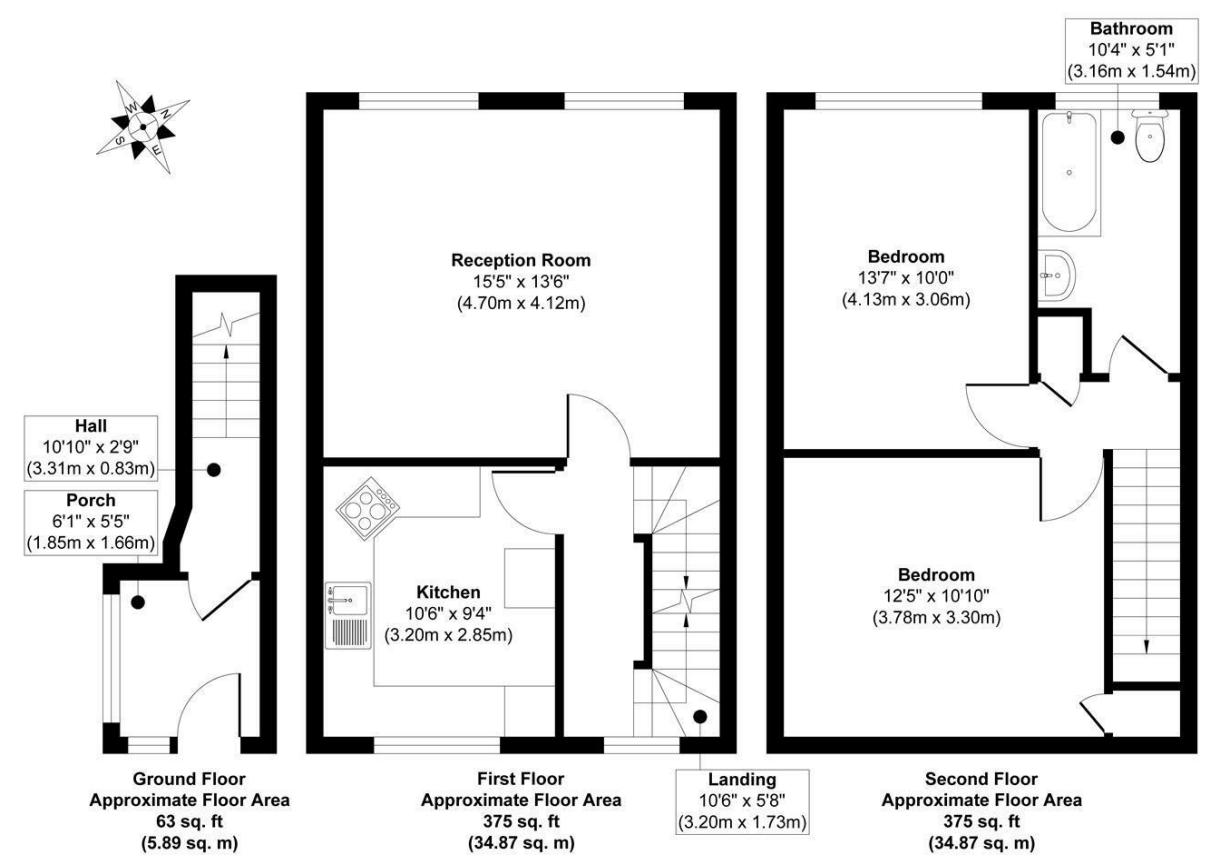 Bathroom
10'4" x 5'1"
(3.16m x 1.54m)
W
N
S
E
Reception Room
15'5" x 13'6"
(4.70m x 4.12m)
Bedroom
13'7" x 10'0"
(4.13m x 3.06m)
Hall
10'10" x 2'9"
(3.31m x 0.83m)
Porch
6'1" x 5'5"
(1.85m x 1.66m)
Kitchen
10'6" x 9'4"
(3.20m x 2.85m)
Bedroom
12'5" x 10'10"
(3.78m x 3.30m)
Ground Floor
Approximate Floor Area
63 sq. ft
(5.89 sq. m)
First Floor
Approximate Floor Area
375 sq. ft
(34.87 sq. m)
Landing
10'6" x 5'8"
(3.20m x 1.73m)
Second Floor
Approximate Floor Area
375 sq. ft
(34.87 sq. m)